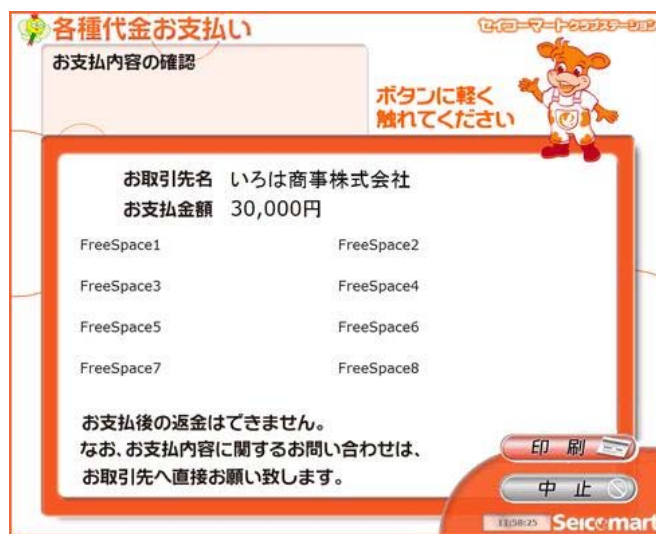 各種代金お支払い
セイコーマートクラブステーション
お支払内容の確認
ボタンに軽く
触れてください
お取引先名 いろは商事株式会社
お支払金額 30,000円
FreeSpace1 FreeSpace2
FreeSpace3 FreeSpace4
FreeSpace5 FreeSpace6
FreeSpace7 FreeSpace8
お支払後の返金はできません。
なお、お支払内容に関するお問い合わせは、
お取引先へ直接お願い致します。
印刷
中止
11:58:25 Seicomart